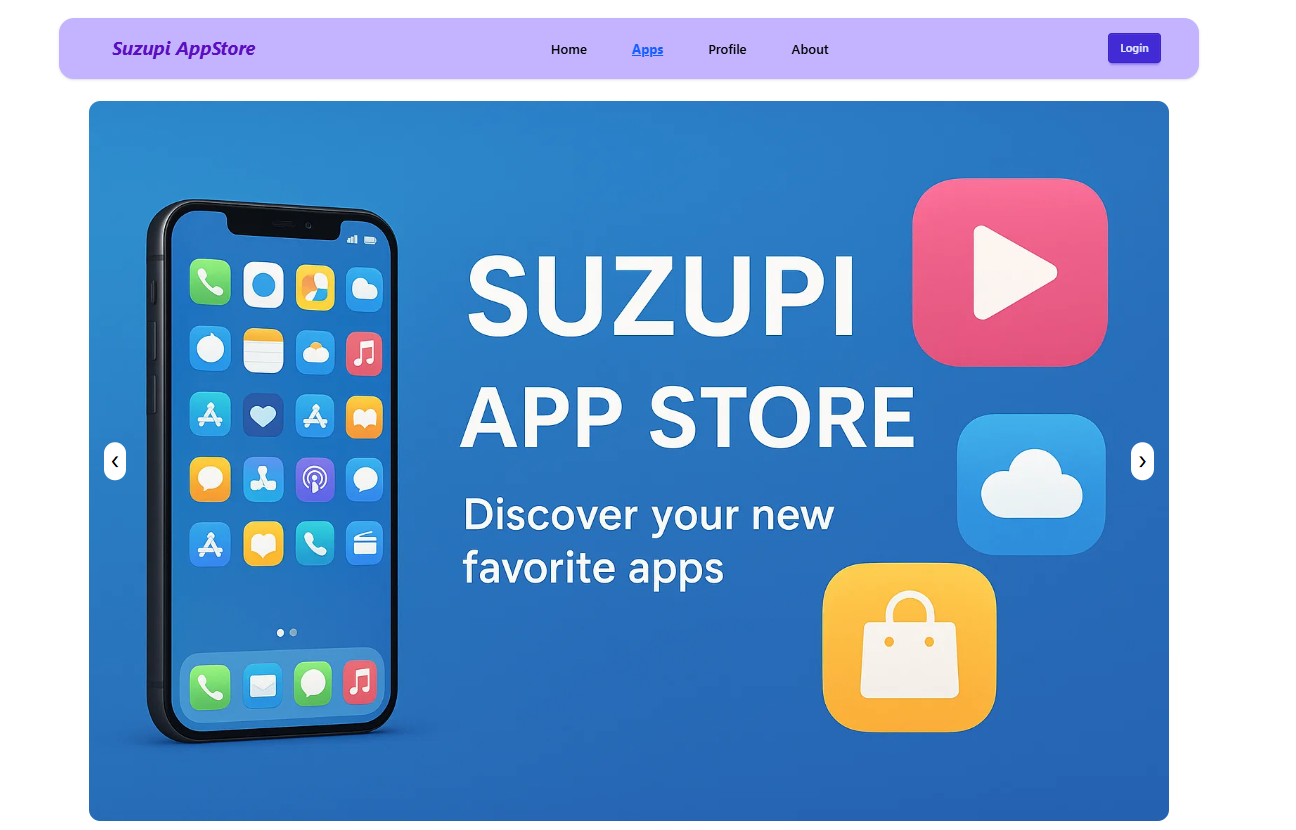 Suzupi AppStore
Home
Apps
Profile
About
Login
SUZUPI
APP STORE
Discover your new
favorite apps